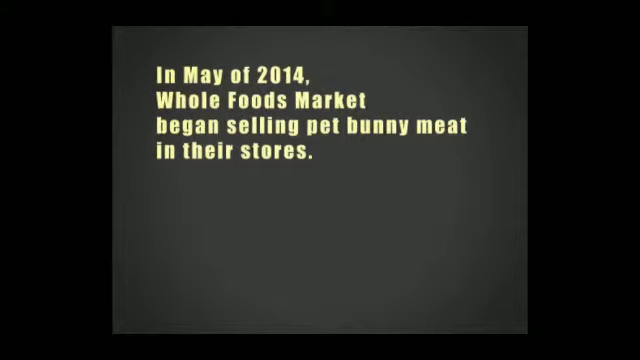 In May of 2014,
Whole Foods Market
began selling pet bunny meat
in their stores.